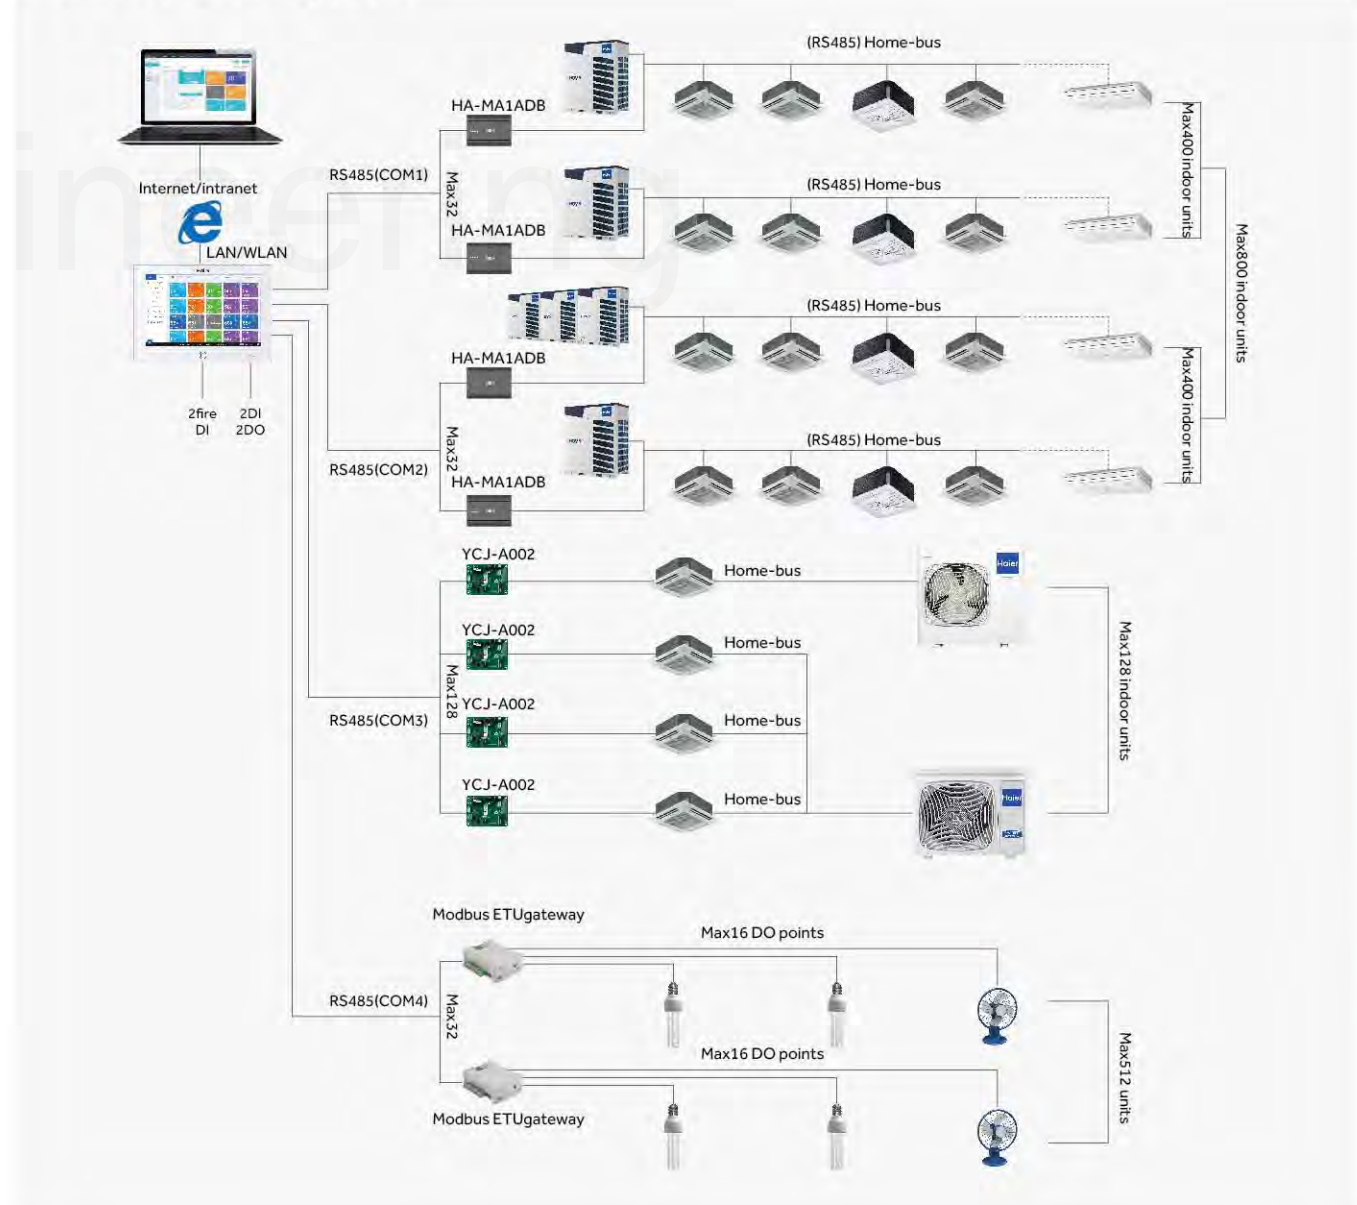 (RS485) Home-bus
HA-MA1ADB
Max400 indoor units
RS485(COM1)
Max32
Internet/intranet
(RS485) Home-bus
ineering
HA-MA1ADB
LAN/WLAN
Max800 indoor units
(RS485) Home-bus
HA-MA1ADB
Max400 indoor units
2fire
DI
2DI
2DO
(RS485) Home-bus
Max32
RS485(COM2)
HA-MA1ADB
YCJ-A002
Home-bus
Haier
YCJ-A002
Home-bus
Max128 indoor units
Max128
YCJ-A002
RS485(COM3)
Home-bus
YCJ-A002
Home-bus
Haier
Modbus ETUgateway
Max16 DO points
RS485(COM4)
Max32
Max16 DO points
Max512 units
Modbus ETUgateway